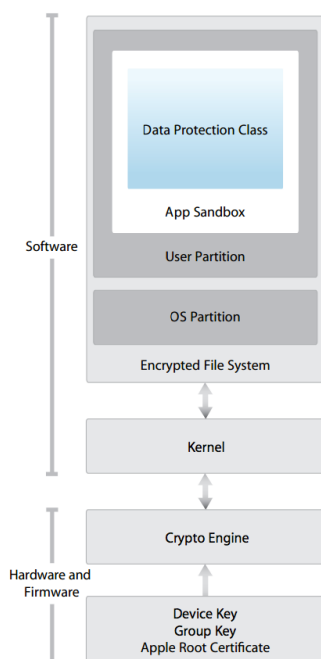 Data Protection Class
App Sandbox
Software
User Partition
OS Partition
Encrypted File System
Kernel
Crypto Engine
Hardware and
Firmware
Device Key
Group Key
Apple Root Certificate